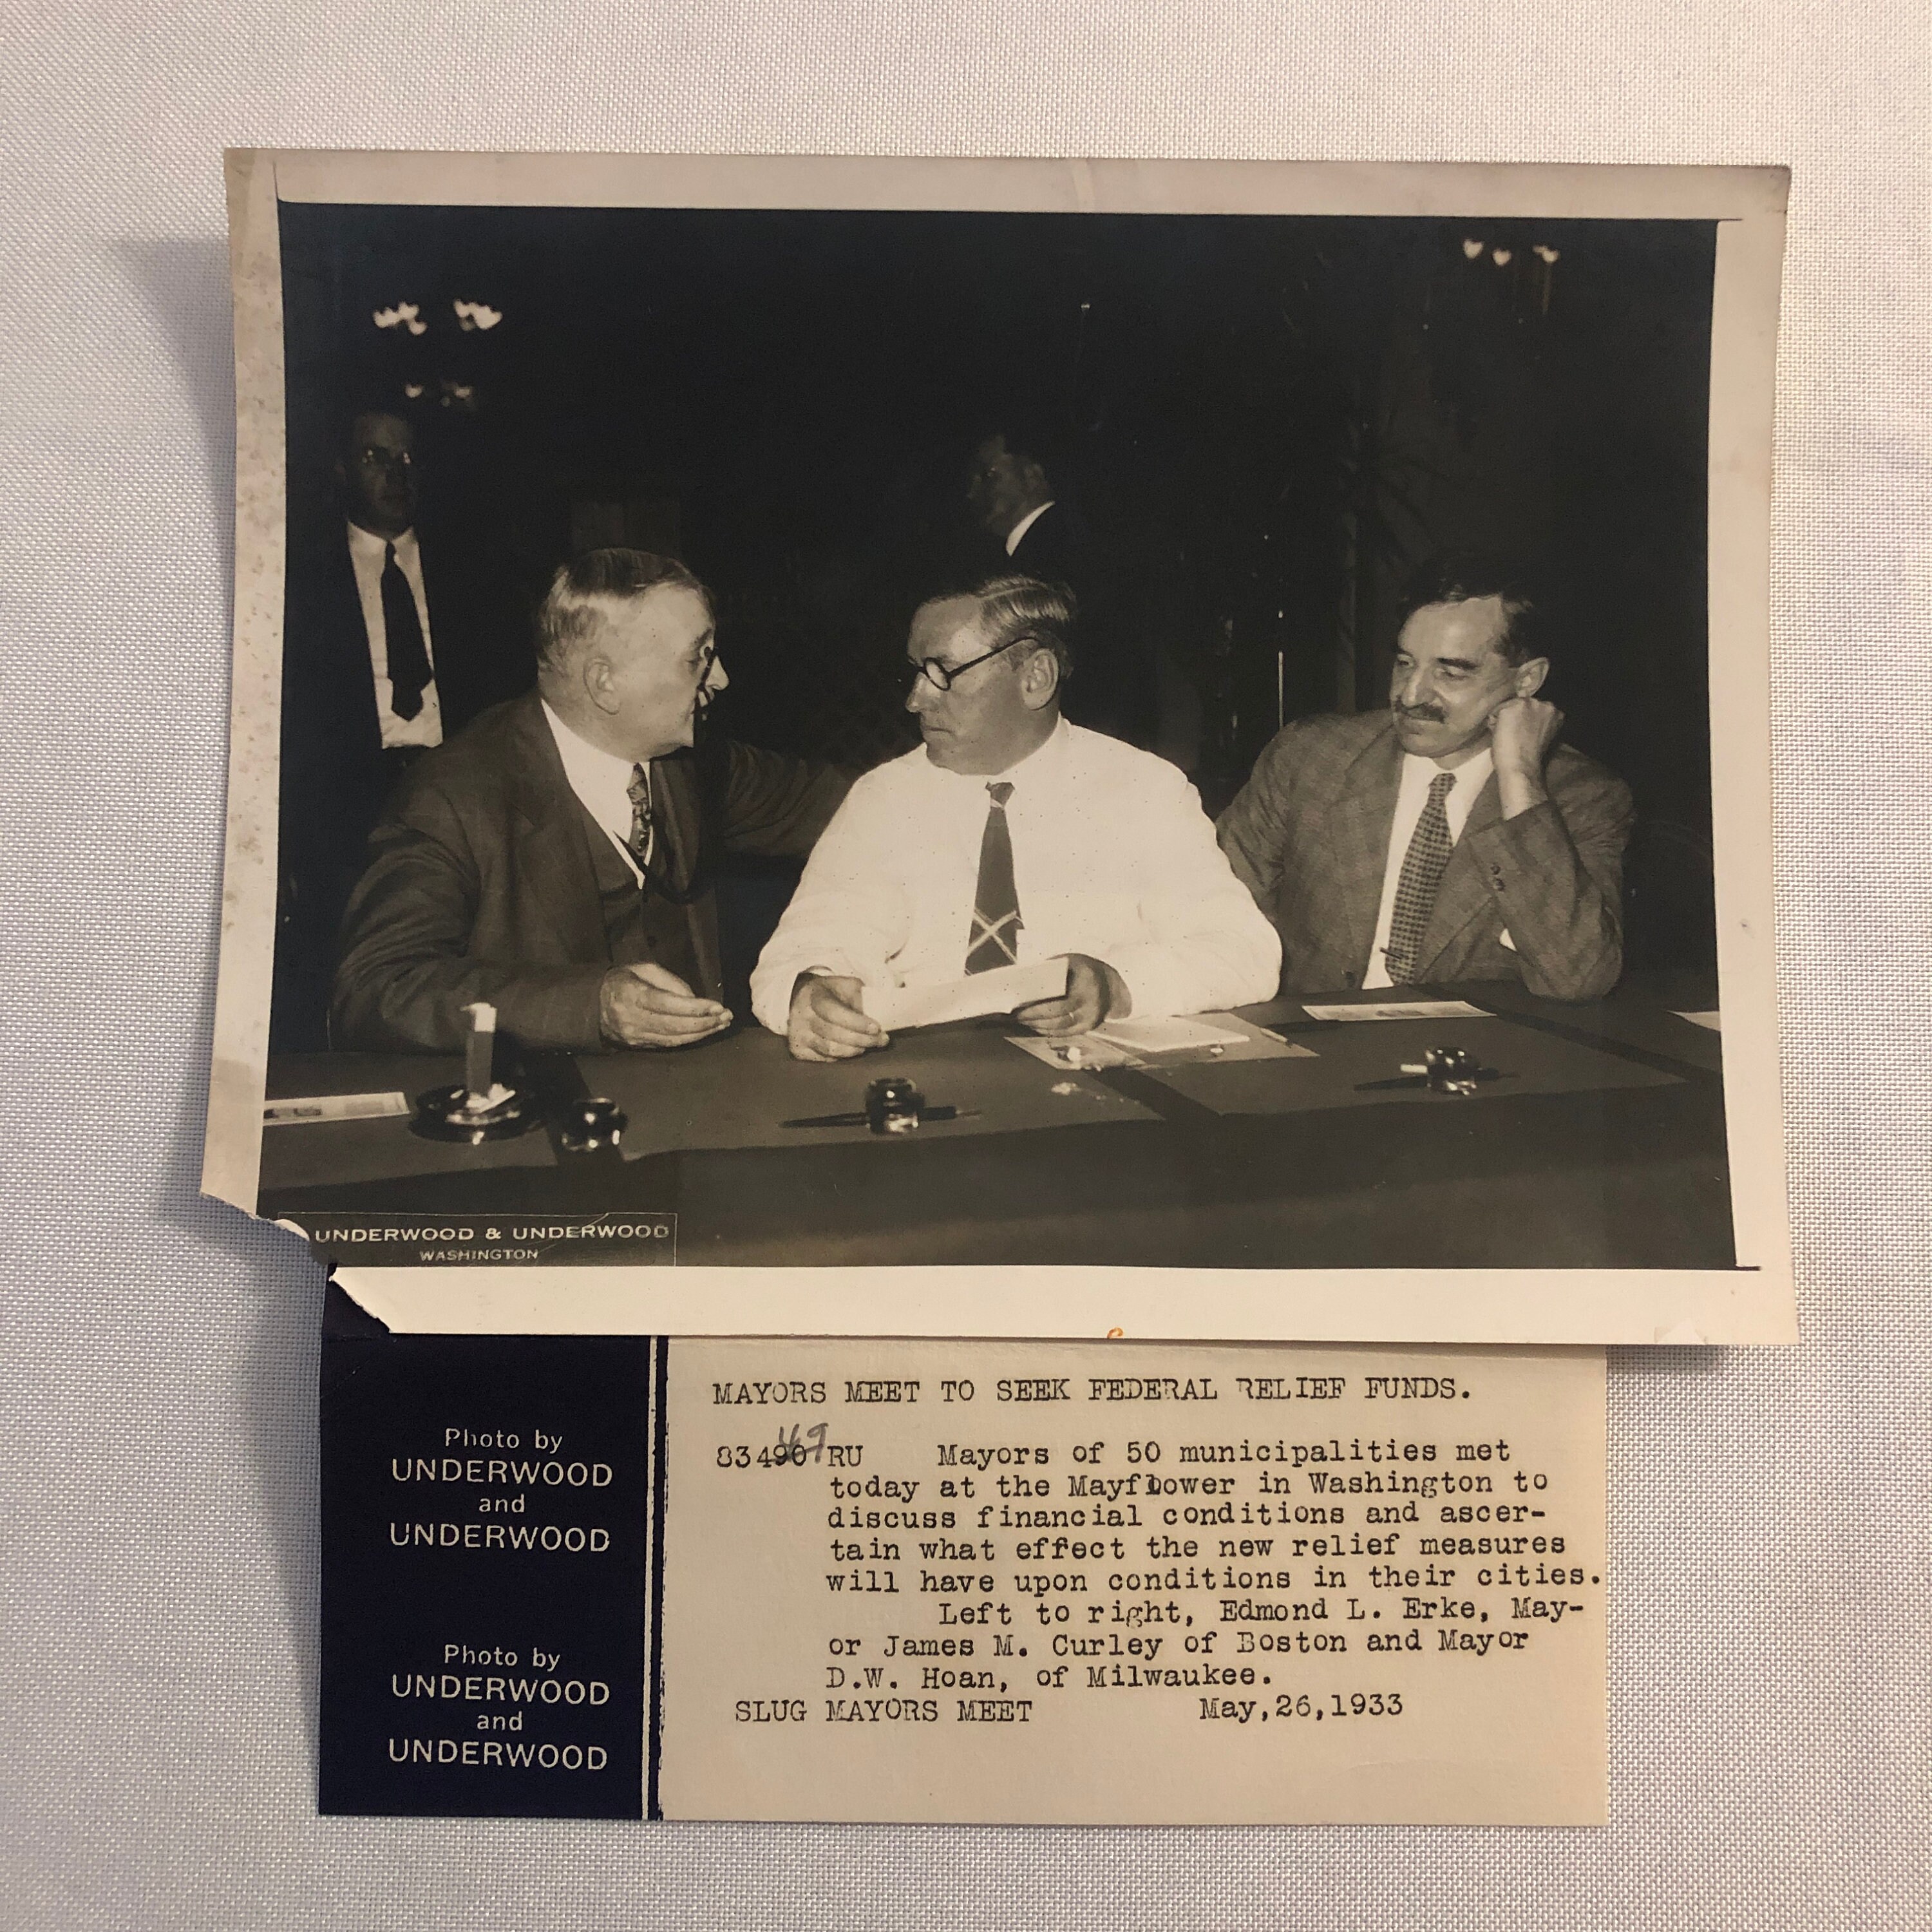 UNDERWOOD & UNDERWOOD
WASHINGTON
Photo by
UNDERWOOD
and
UNDERWOOD
Photo by
UNDERWOOD
and
UNDERWOOD
MAYORS MEET TO SEEK FEDERAL RELIEF FUNDS.
83490 169 RU Mayors of 50 municipalities met
today at the Mayflower in Washington to
discuss financial conditions and ascer-
tain what effect the new relief measures
will have upon conditions in their cities.
Left to right, Edmond L. Erke, May-
or James M. Curley of Boston and Mayor
D.W. Hoan, of Milwaukee.
SLUG MAYORS MEET May,26,1933